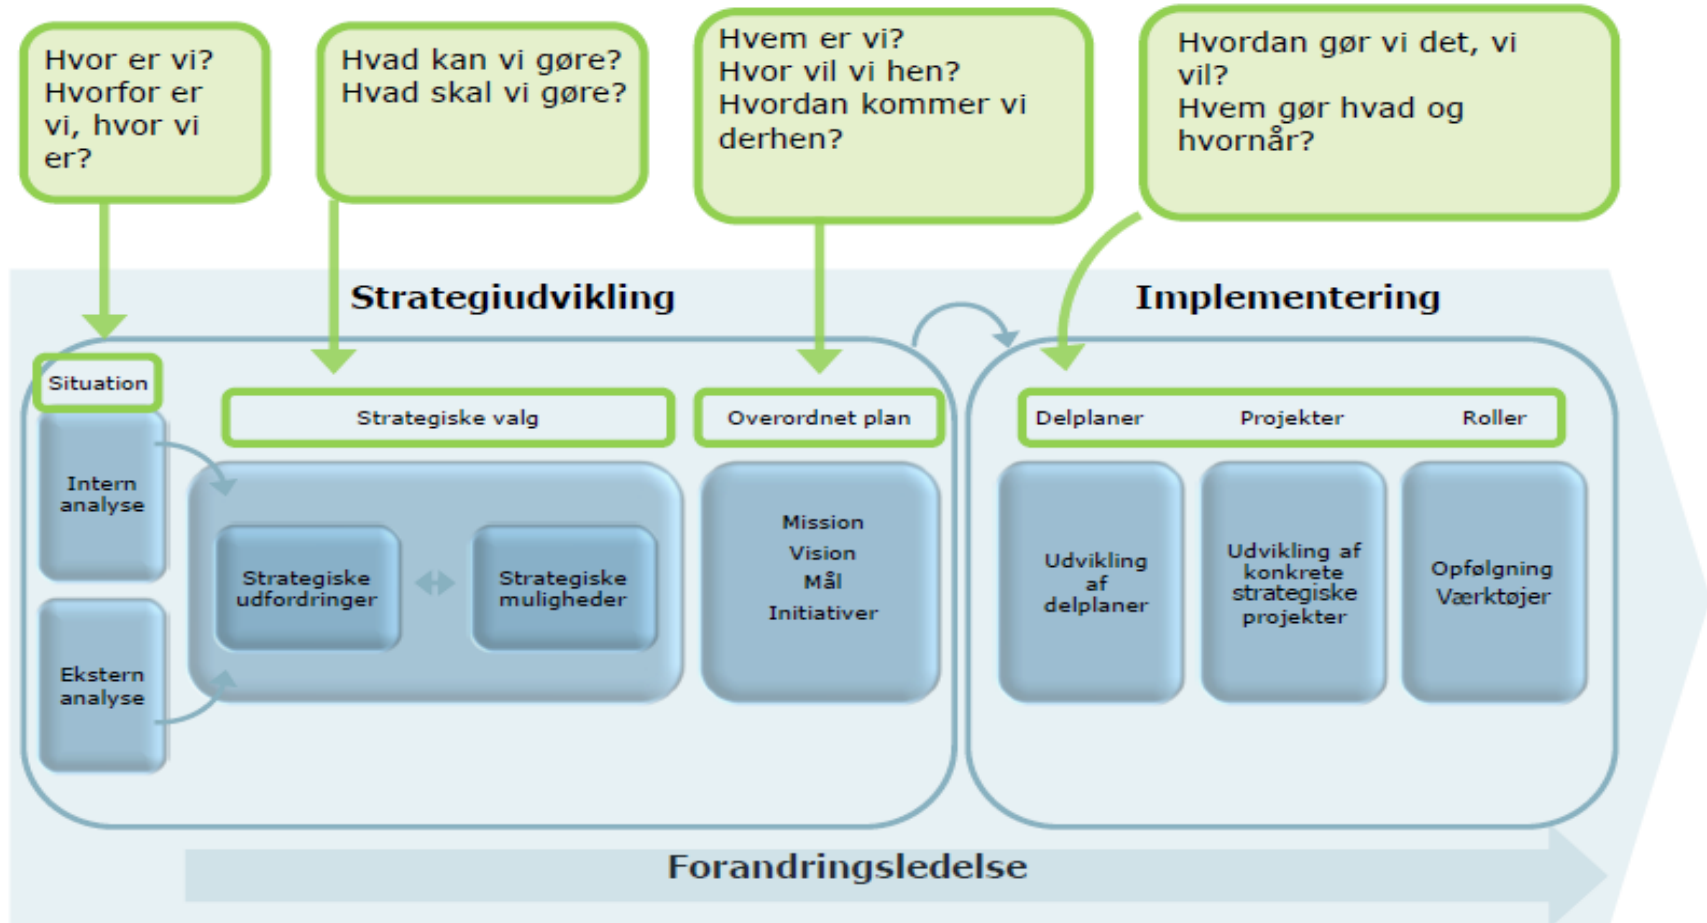 Hvor er vi?
Hvorfor er
vi, hvor vi
er?
Hvad kan vi gøre?
Hvad skal vi gøre?
Hvem er vi?
Hvor vil vi hen?
Hvordan kommer vi
derhen?
Hvordan gør vi det, vi
vil?
Hvem gør hvad og
hvornår?
Strategiudvikling
Implementering
Situation
Strategiske valg
Overordnet plan
Delplaner
Projekter
Roller
Intern
analyse
Ekstern
analyse
Strategiske
udfordringer
Strategiske
muligheder
Mission
Vision
Mål
Initiativer
Udvikling
af
delplaner
Udvikling af
konkrete
strategiske
projekter
Opfølgning
Værktøjer
Forandringsledelse